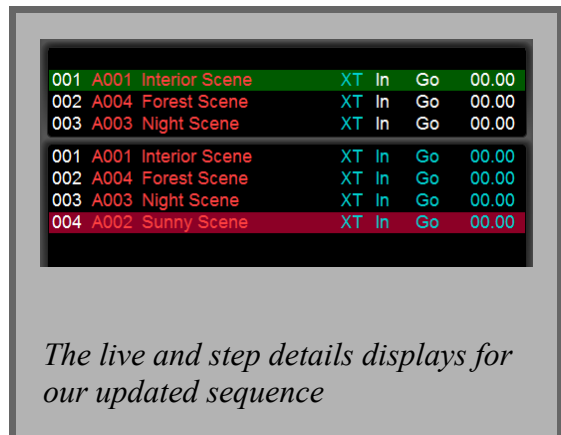 001 A001 Interior Scene XT In Go 00.00
002 A004 Forest Scene XT In Go 00.00
003 A003 Night Scene XT In Go 00.00
001 A001 Interior Scene XT In Go 00.00
002 A004 Forest Scene XT In Go 00.00
003 A003 Night Scene XT In Go 00.00
004 A002 Sunny Scene XT In Go 00.00
The live and step details displays for
our updated sequence